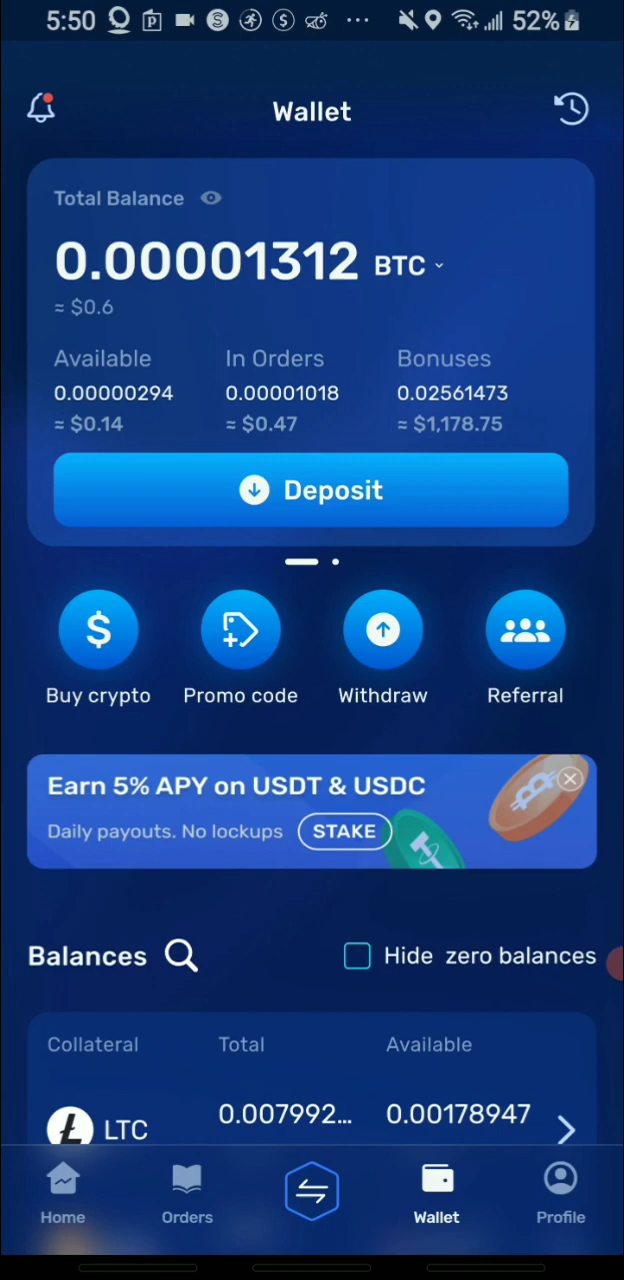 5:50 52%
Wallet
Total Balance
0.00001312 BTC
≈ $0.6
Available In Orders Bonuses
0.00000294 0.00001018 0.02561473
≈ $0.14 ≈ $0.47 ≈ $1,178.75
Deposit
Buy crypto Promo code Withdraw Referral
Earn 5% APY on USDT & USDC
Daily payouts. No lockups STAKE
Balances Hide zero balances
Collateral Total Available
LTC 0.007992... 0.00178947
Home Orders Wallet Profile